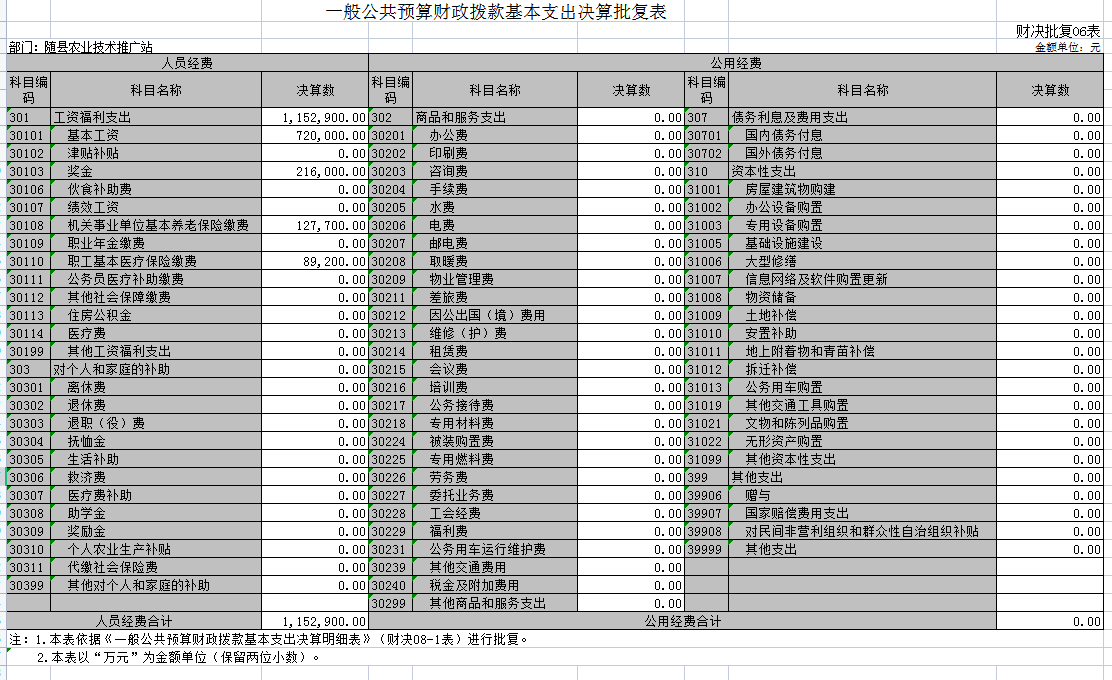 一般公共预算财政拨款基本支出决算批复表
财决批复06表
部门：随县农业技术推广站 金额单位：元
人员经费 公用经费
科目编码 科目名称 决算数 科目编码 科目名称 决算数 科目编码 科目名称 决算数
301 工资福利支出 1,152,900.00 302 商品和服务支出 0.00 307 债务利息及费用支出 0.00
30101 基本工资 720,000.00 30201 办公费 0.00 30701 国内债务付息 0.00
30102 津贴补贴 0.00 30202 印刷费 0.00 30702 国外债务付息 0.00
30103 奖金 216,000.00 30203 咨询费 0.00 310 资本性支出 0.00
30106 伙食补助费 0.00 30204 手续费 0.00 31001 房屋建筑物购建 0.00
30107 绩效工资 0.00 30205 水费 0.00 31002 办公设备购置 0.00
30108 机关事业单位基本养老保险缴费 127,700.00 30206 电费 0.00 31003 专用设备购置 0.00
30109 职业年金缴费 0.00 30207 邮电费 0.00 31005 基础设施建设 0.00
30110 职工基本医疗保险缴费 89,200.00 30208 取暖费 0.00 31006 大型修缮 0.00
30111 公务员医疗补助缴费 0.00 30209 物业管理费 0.00 31007 信息网络及软件购置更新 0.00
30112 其他社会保障缴费 0.00 30211 差旅费 0.00 31008 物资储备 0.00
30113 住房公积金 0.00 30212 因公出国（境）费用 0.00 31009 土地补偿 0.00
30114 医疗费 0.00 30213 维修（护）费 0.00 31010 安置补助 0.00
30199 其他工资福利支出 0.00 30214 租赁费 0.00 31011 地上附着物和青苗补偿 0.00
303 对个人和家庭的补助 0.00 30215 会议费 0.00 31012 拆迁补偿 0.00
30301 离休费 0.00 30216 培训费 0.00 31013 公务用车购置 0.00
30302 退休费 0.00 30217 公务接待费 0.00 31019 其他交通工具购置 0.00
30303 退职（役）费 0.00 30218 专用材料费 0.00 31021 文物和陈列品购置 0.00
30304 抚恤金 0.00 30224 被装购置费 0.00 31022 无形资产购置 0.00
30305 生活补助 0.00 30225 专用燃料费 0.00 31099 其他资本性支出 0.00
30306 救济费 0.00 30226 劳务费 0.00 399 其他支出 0.00
30307 医疗费补助 0.00 30227 委托业务费 0.00 39906 赠与 0.00
30308 助学金 0.00 30228 工会经费 0.00 39907 国家赔偿费用支出 0.00
30309 奖励金 0.00 30229 福利费 0.00 39908 对民间非营利组织和群众性自治组织补贴 0.00
30310 个人农业生产补贴 0.00 30231 公务用车运行维护费 0.00 39999 其他支出 0.00
30311 代缴社会保险费 0.00 30239 其他交通费用 0.00
30399 其他对个人和家庭的补助 0.00 30240 税金及附加费用 0.00
30299 其他商品和服务支出 0.00
人员经费合计 1,152,900.00 公用经费合计 0.00
注：1.本表依据《一般公共预算财政拨款基本支出决算明细表》（财决08-1表）进行批复。
2.本表以“万元”为金额单位（保留两位小数）。